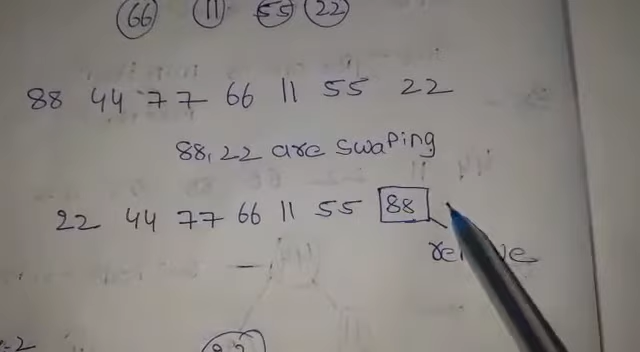 66 11 55 22
88 44 77 66 11 55 22
88,22 are swaping
22 44 77 66 11 55 88